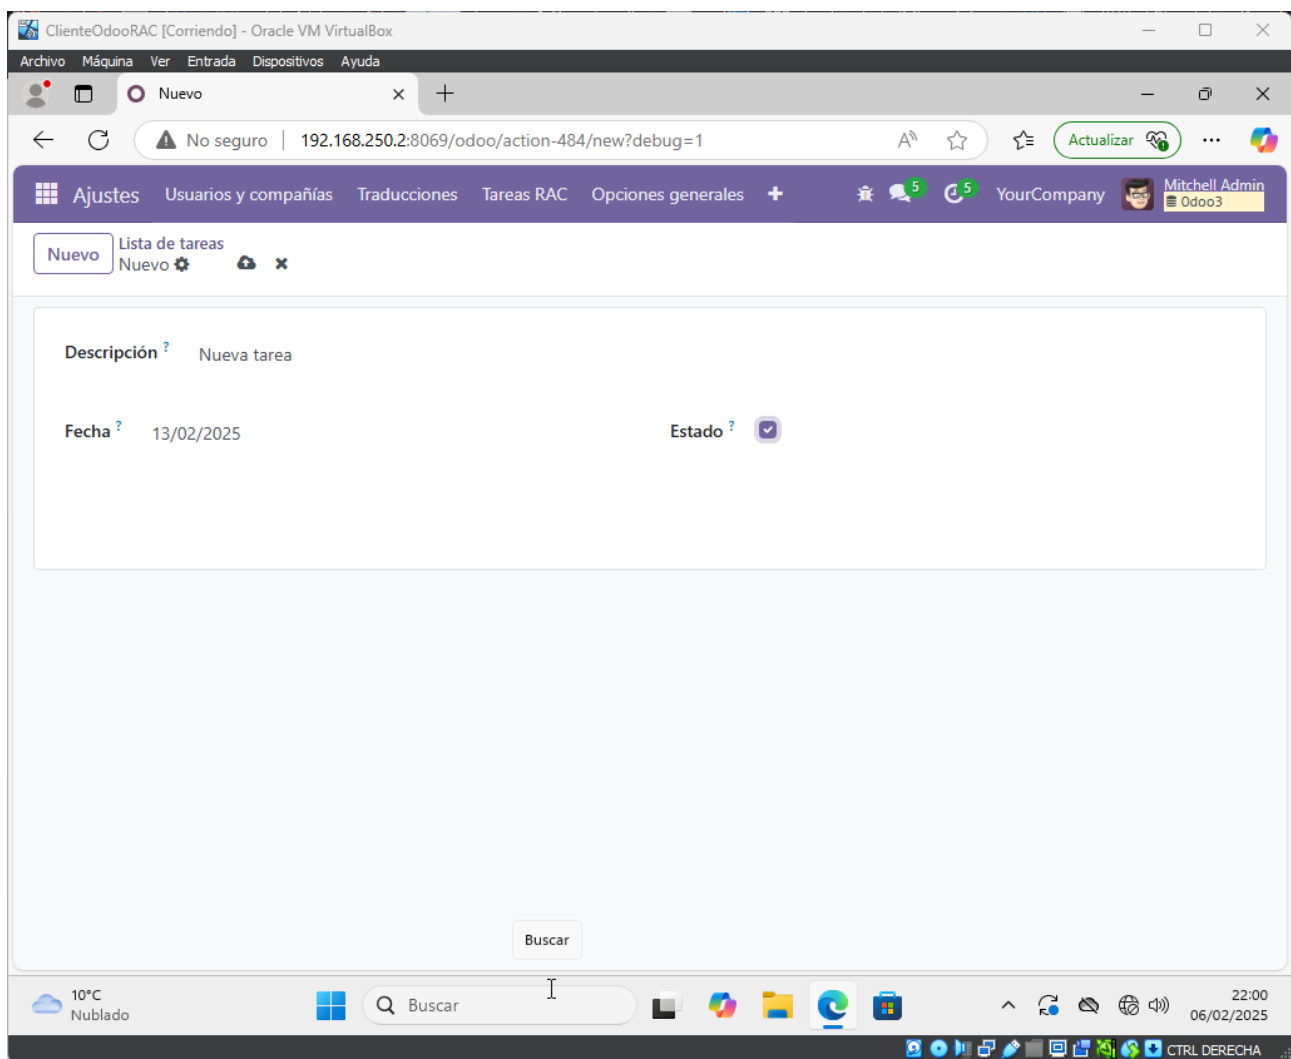 ClienteOdooRAC [Corriendo] - Oracle VM VirtualBox
Archivo Máquina Ver Entrada Dispositivos Ayuda
Nuevo
No seguro | 192.168.250.2:8069/odoo/action-484/new?debug=1
Actualizar
Ajustes Usuarios y compañías Traducciones Tareas RAC Opciones generales 5 5 YourCompany Mitchell Admin
Odoo3
Nuevo Lista de tareas
Nuevo
Descripción ? Nueva tarea
Fecha ? 13/02/2025 Estado ?
Buscar
10°C
Nublado
Buscar
22:00
06/02/2025
CTRL DERECHA